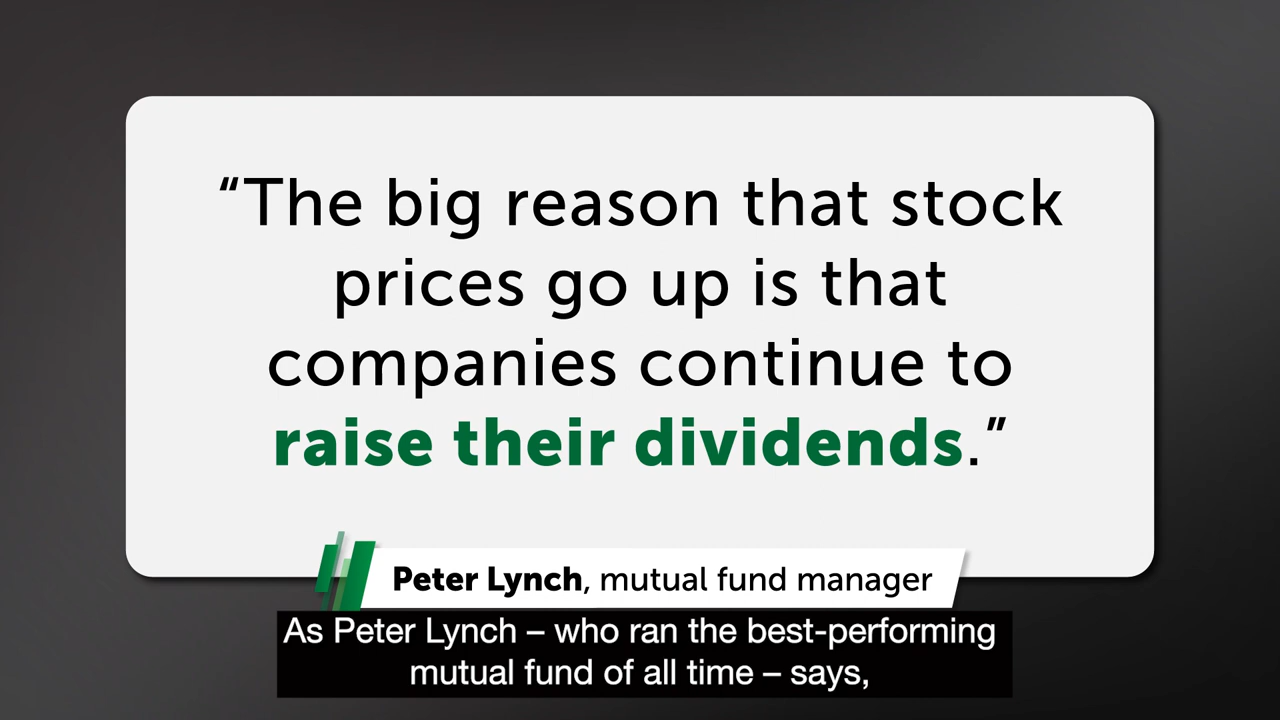 “The big reason that stock
prices go up is that
companies continue to
raise their dividends.”
Peter Lynch, mutual fund manager
As Peter Lynch – who ran the best-performing
mutual fund of all time – says,